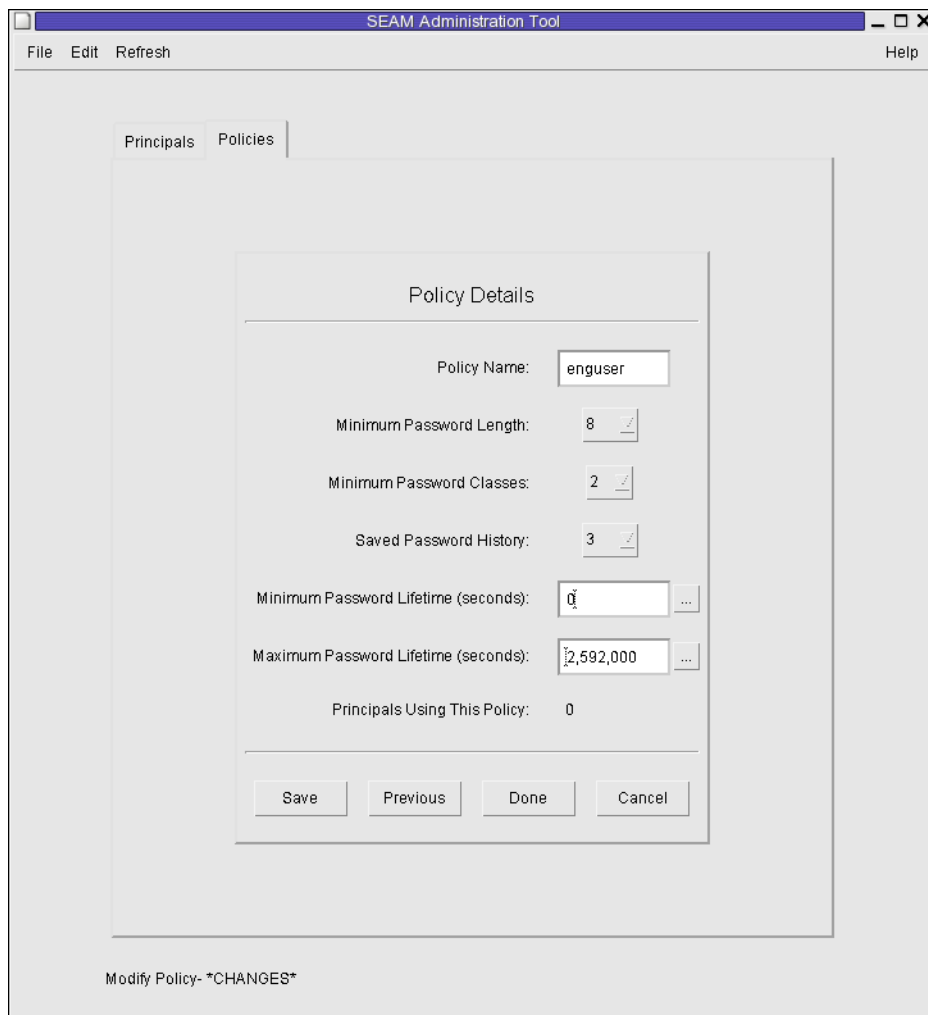 SEAM Administration Tool
File Edit Refresh Help
Principals Policies
Policy Details
Policy Name: enguser
Minimum Password Length: 8
Minimum Password Classes: 2
Saved Password History: 3
Minimum Password Lifetime (seconds): 0 ...
Maximum Password Lifetime (seconds): 2,592,000 ...
Principals Using This Policy: 0
Save Previous Done Cancel
Modify Policy- *CHANGES*